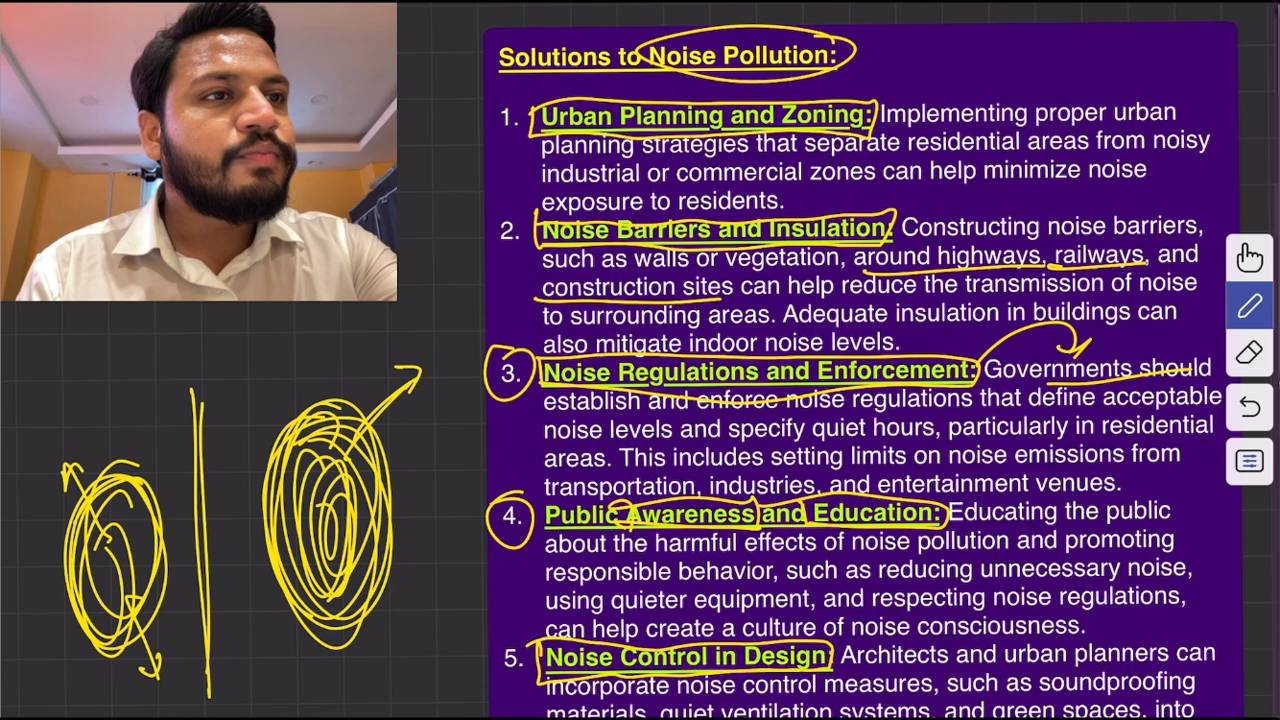 Solutions to Noise Pollution:
1. Urban Planning and Zoning: Implementing proper urban
planning strategies that separate residential areas from noisy
industrial or commercial zones can help minimize noise
exposure to residents.
2. Noise Barriers and Insulation: Constructing noise barriers,
such as walls or vegetation, around highways, railways, and
construction sites can help reduce the transmission of noise
to surrounding areas. Adequate insulation in buildings can
also mitigate indoor noise levels.
3. Noise Regulations and Enforcement: Governments should
establish and enforce noise regulations that define acceptable
noise levels and specify quiet hours, particularly in residential
areas. This includes setting limits on noise emissions from
transportation, industries, and entertainment venues.
4. Public Awareness and Education: Educating the public
about the harmful effects of noise pollution and promoting
responsible behavior, such as reducing unnecessary noise,
using quieter equipment, and respecting noise regulations,
can help create a culture of noise consciousness.
5. Noise Control in Design: Architects and urban planners can
incorporate noise control measures, such as soundproofing
materials, quiet ventilation systems, and green spaces, into